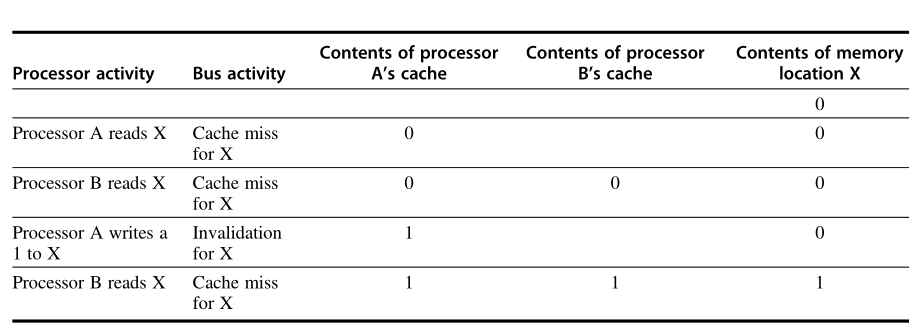 Contents of processor Contents of processor Contents of memory
Processor activity Bus activity A's cache B's cache location X
0
Processor A reads X Cache miss 0 0
for X
Processor B reads X Cache miss 0 0 0
for X
Processor A writes a Invalidation 1 0
1 to X for X
Processor B reads X Cache miss 1 1 1
for X